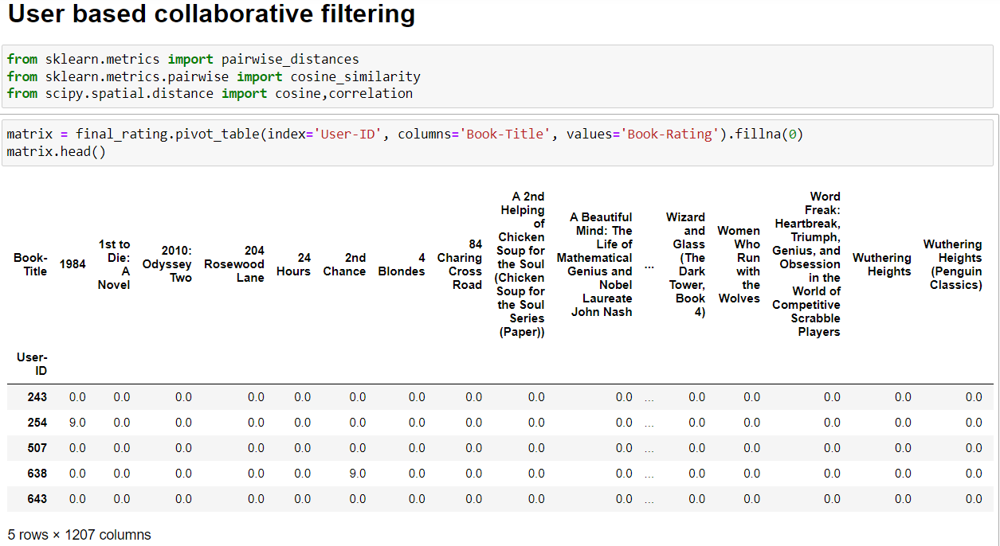 User based collaborative filtering
from sklearn.metrics import pairwise_distances
from sklearn.metrics.pairwise import cosine_similarity
from scipy.spatial.distance import cosine,correlation
matrix = final_rating.pivot_table(index='User-ID', columns='Book-Title', values='Book-Rating').fillna(0)
matrix.head()
Book-
Title
1984
1st to
Die:
A
Novel
2010:
Odyssey
Two
204
Rosewood
Lane
24
Hours
2nd
Chance
4
Blondes
84
Charing
Cross
Road
A 2nd
Helping
of
Chicken
Soup for
the Soul
(Chicken
Soup for
the Soul
Series
(Paper))
A Beautiful
Mind: The
Life of
Mathematical
Genius and
Nobel
Laureate
John Nash
...
Wizard
and
Glass
(The
Dark
Tower,
Book
4)
Women
Who
Run
with
the
Wolves
Word
Freak:
Heartbreak,
Triumph,
Genius, and
Obsession
in the
World of
Competitive
Scrabble
Players
Wuthering
Heights
Wuthering
Heights
(Penguin
Classics)
User-
ID
243 0.0 0.0 0.0 0.0 0.0 0.0 0.0 0.0 0.0 0.0 ... 0.0 0.0 0.0 0.0 0.0
254 9.0 0.0 0.0 0.0 0.0 0.0 0.0 0.0 0.0 0.0 ... 0.0 0.0 0.0 0.0 0.0
507 0.0 0.0 0.0 0.0 0.0 0.0 0.0 0.0 0.0 0.0 ... 0.0 0.0 0.0 0.0 0.0
638 0.0 0.0 0.0 0.0 0.0 9.0 0.0 0.0 0.0 0.0 ... 0.0 0.0 0.0 0.0 0.0
643 0.0 0.0 0.0 0.0 0.0 0.0 0.0 0.0 0.0 0.0 ... 0.0 0.0 0.0 0.0 0.0
5 rows × 1207 columns